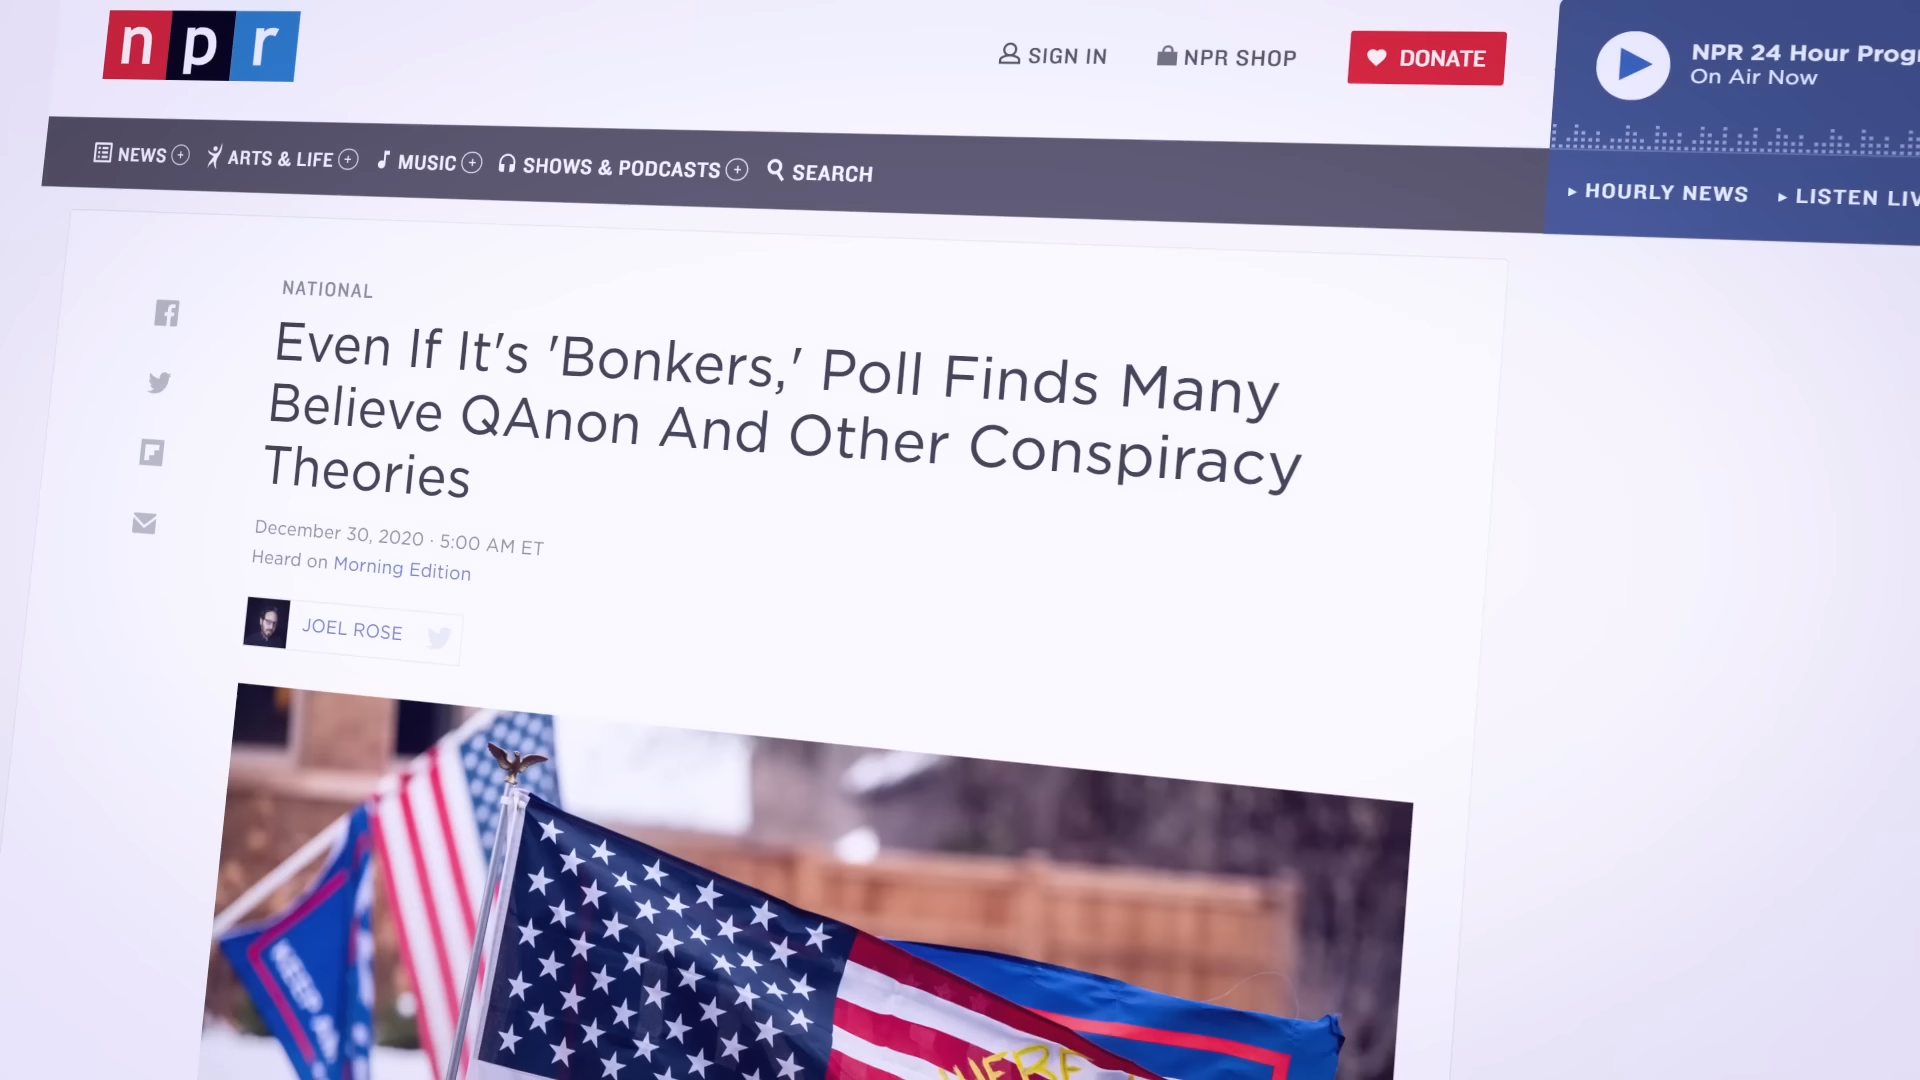 npr
SIGN IN
NPR SHOP
DONATE
NPR 24 Hour
On Air Now
NEWS
ARTS & LIFE
MUSIC
SHOWS & PODCASTS
SEARCH
HOURLY NEWS
LISTEN
NATIONAL
Even If It's 'Bonkers,' Poll Finds Many
Believe QAnon And Other Conspiracy
Theories
December 30, 2020 · 5:00 AM ET
Heard on Morning Edition
JOEL ROSE
KEEP